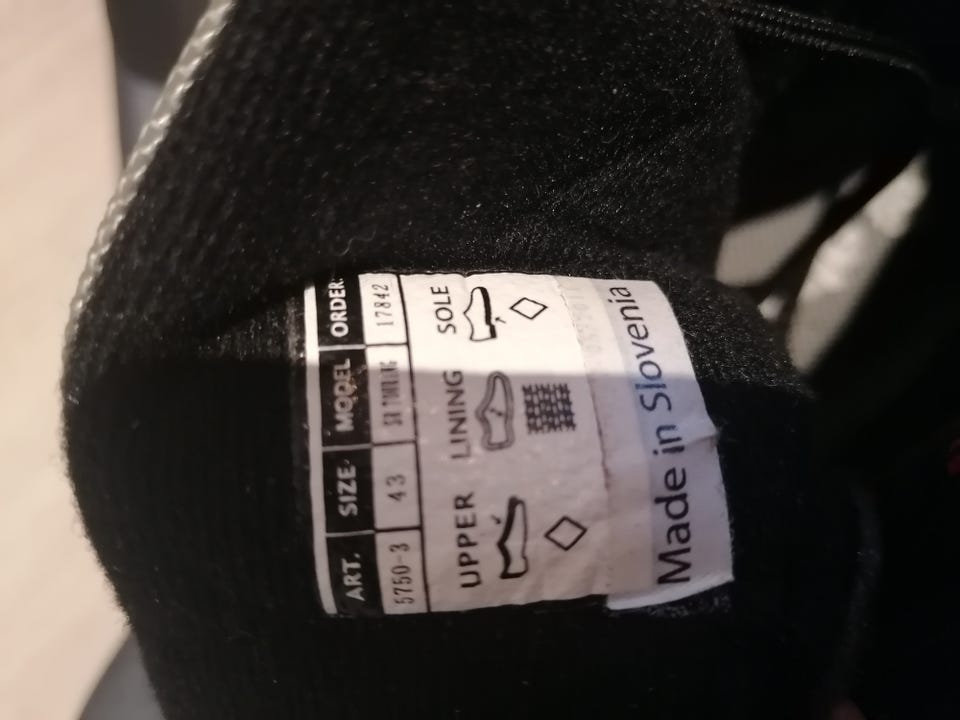 ART. SIZE MODEL ORDER
5750-3 43 17842
UPPER LINING SOLE
Made in Slovenia